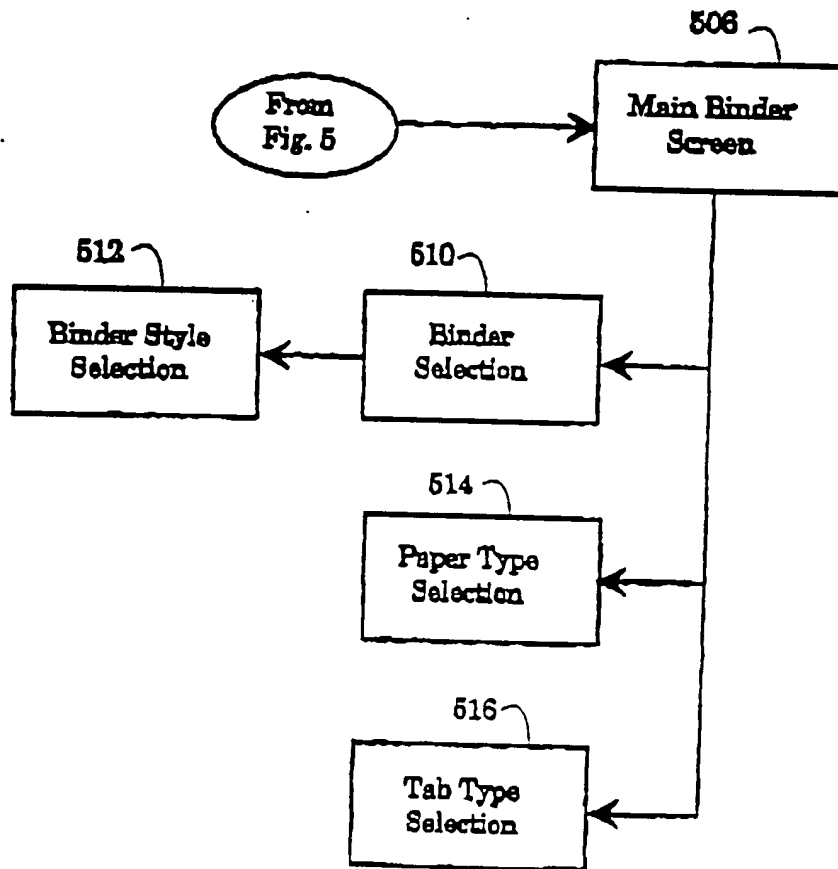 506
From
Fig. 5
Main Binder
Screen
512
510
Binder Style
Selection
Binder
Selection
514
Paper Type
Selection
516
Tab Type
Selection